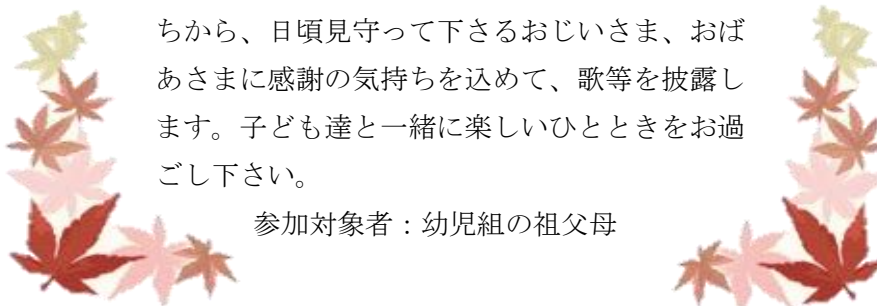 ちから、日頃見守って下さるおじいさま、おば
あさまに感謝の気持ちを込めて、歌等を披露し
ます。子ども達と一緒に楽しいひとときをお過
ごし下さい。
参加対象者：幼児組の祖父母